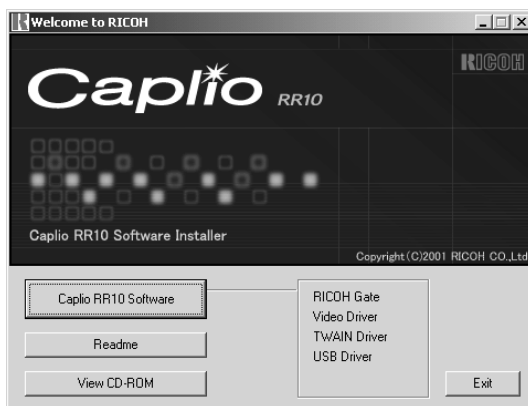 Welcome to RICOH
RICOH
Caplio RR10
Caplio RR10 Software Installer
Copyright(C)2001 RICOH CO.,Ltd
Caplio RR10 Software
Readme
View CD-ROM
RICOH Gate
Video Driver
TWAIN Driver
USB Driver
Exit